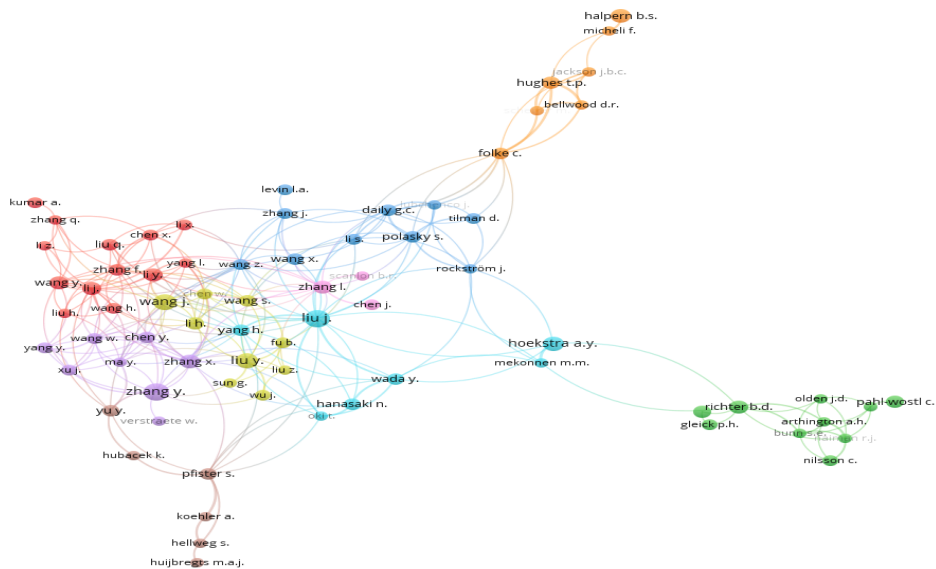 halpern b.s.
micheli f.
jackson j.b.c.
hughes t.p.
bellwood d.r.
folke c.
levin l.a.
kumar a.
daily g.c.
zhang j.
tilman d.
zhang q.
li x.
chen x.
polasky s.
li s.
liu q.
li z.
wang x.
yang l.
wang z.
rockström j.
zhang f.
li y.
scanlon b.r.
wang y.
li j.
zhang l.
chen w.
wang j.
wang s.
chen j.
wang h.
liu h.
liu j.
li h.
yang h.
wang w.
chen y.
fu b.
hoekstra a.y.
yang y.
ma y.
zhang x.
liu y.
mekonnen m.m.
xu j.
liu z.
wada y.
sun g.
zhang y.
wu j.
olden j.d.
pahl-wostl c.
hanasaki n.
richter b.d.
yu y.
oki t.
verstraete w.
gleick p.h.
arthington a.h.
bunn s.e.
naiman r.j.
hubacek k.
nilsson c.
pfister s.
koehler a.
hellweg s.
huijbregts m.a.j.